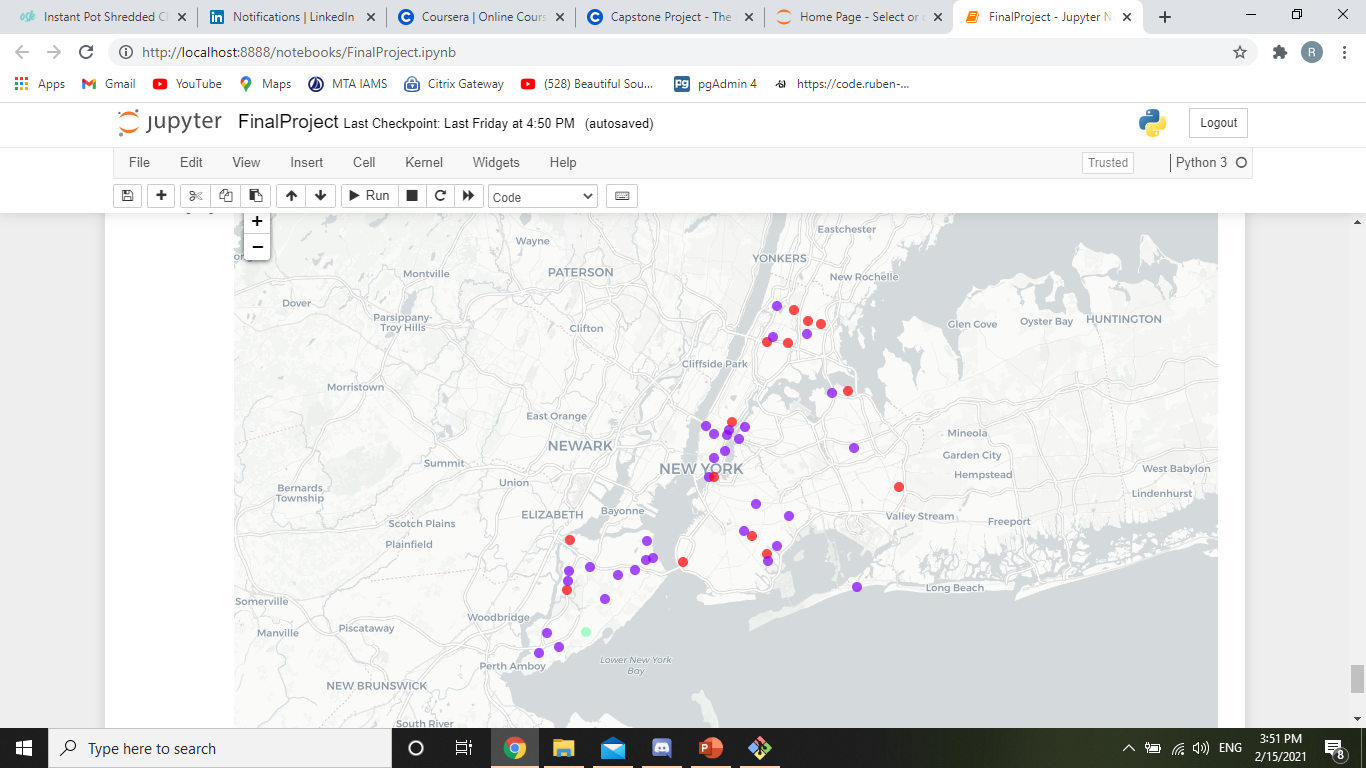 Instant Pot Shredded Cl
Notifications | LinkedIn
Coursera | Online Cours
Capstone Project - The
Home Page - Select or
FinalProject - Jupyter N
http://localhost:8888/notebooks/FinalProject.ipynb
R
Apps
Gmail
YouTube
Maps
MTA IAMS
Citrix Gateway
(528) Beautiful Sou...
pgAdmin 4
https://code.ruben-...
jupyter FinalProject Last Checkpoint: Last Friday at 4:50 PM (autosaved)
Logout
File Edit View Insert Cell Kernel Widgets Help
Trusted
Python 3
Run
Code
+
−
Eastchester
Wayne
YONKERS
PATERSON
Montville
New Rochelle
Dover
Parsippany-
Troy Hills
Clifton
Glen Cove
Oyster Bay
HUNTINGTON
Cliffside Park
Morristown
East Orange
NEWARK
Mineola
Garden City
Summit
NEW YORK
Hempstead
West Babylon
Union
Bernards
Township
Lindenhurst
ELIZABETH
Bayonne
Valley Stream
Freeport
Scotch Plains
Plainfield
Long Beach
Somerville
Woodbridge
Manville
Piscataway
Perth Amboy
Lower New York
Bay
NEW BRUNSWICK
South River
Type here to search
ENG
3:51 PM
2/15/2021
8